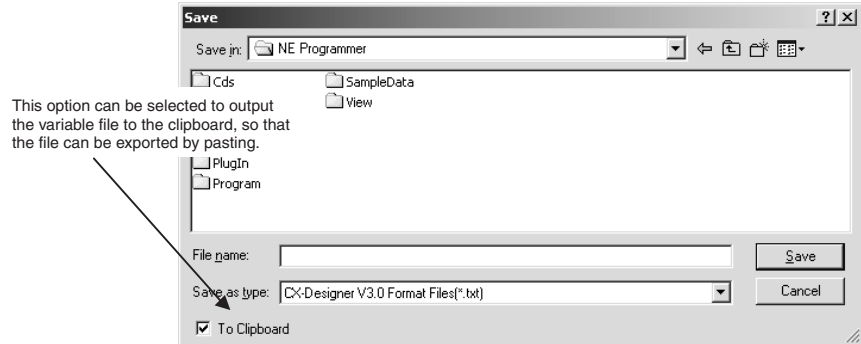 Save
Save in: NE Programmer
Cds
SampleData
View
This option can be selected to output
the variable file to the clipboard, so that
the file can be exported by pasting.
PlugIn
Program
File name:
Save
Save as type: CX-Designer V3.0 Format Files(*.txt)
Cancel
To Clipboard